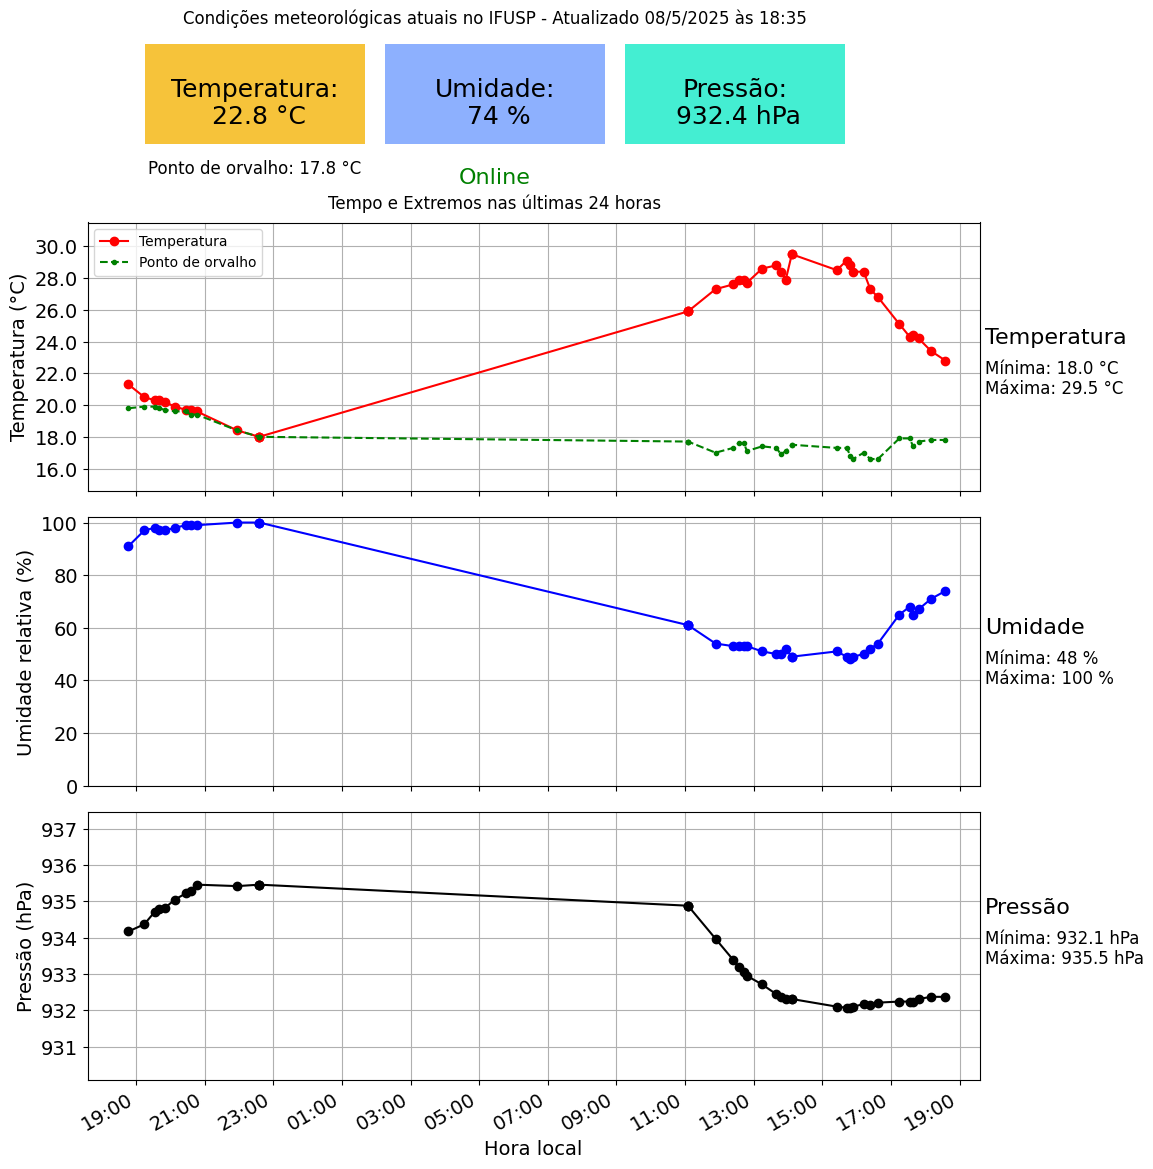 Condições meteorológicas atuais no IFUSP - Atualizado 08/5/2025 às 18:35
Temperatura:
22.8 °C
Umidade:
74 %
Pressão:
932.4 hPa
Ponto de orvalho: 17.8 °C
Online
Tempo e Extremos nas últimas 24 horas
Temperatura
Ponto de orvalho
Temperatura (°C)
30.0
28.0
26.0
24.0
22.0
20.0
18.0
16.0
Temperatura
Mínima: 18.0 °C
Máxima: 29.5 °C
Umidade relativa (%)
100
80
60
40
20
0
Umidade
Mínima: 48 %
Máxima: 100 %
Pressão (hPa)
937
936
935
934
933
932
931
Pressão
Mínima: 932.1 hPa
Máxima: 935.5 hPa
19:00 21:00 23:00 01:00 03:00 05:00 07:00 09:00 11:00 13:00 15:00 17:00 19:00
Hora local